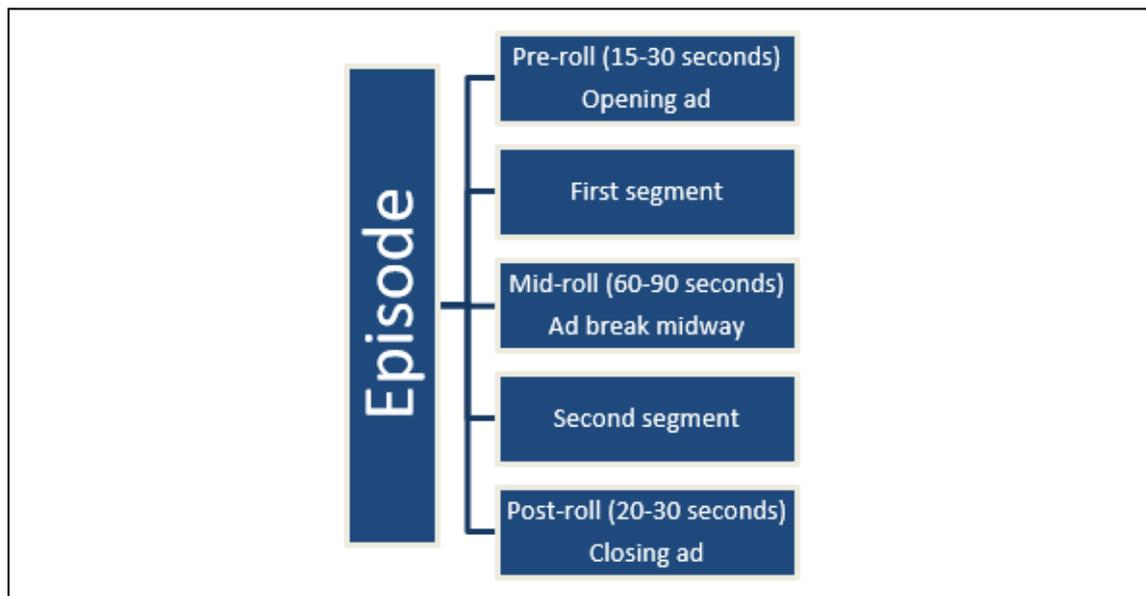 Episode
Pre-roll (15-30 seconds)
Opening ad
First segment
Mid-roll (60-90 seconds)
Ad break midway
Second segment
Post-roll (20-30 seconds)
Closing ad